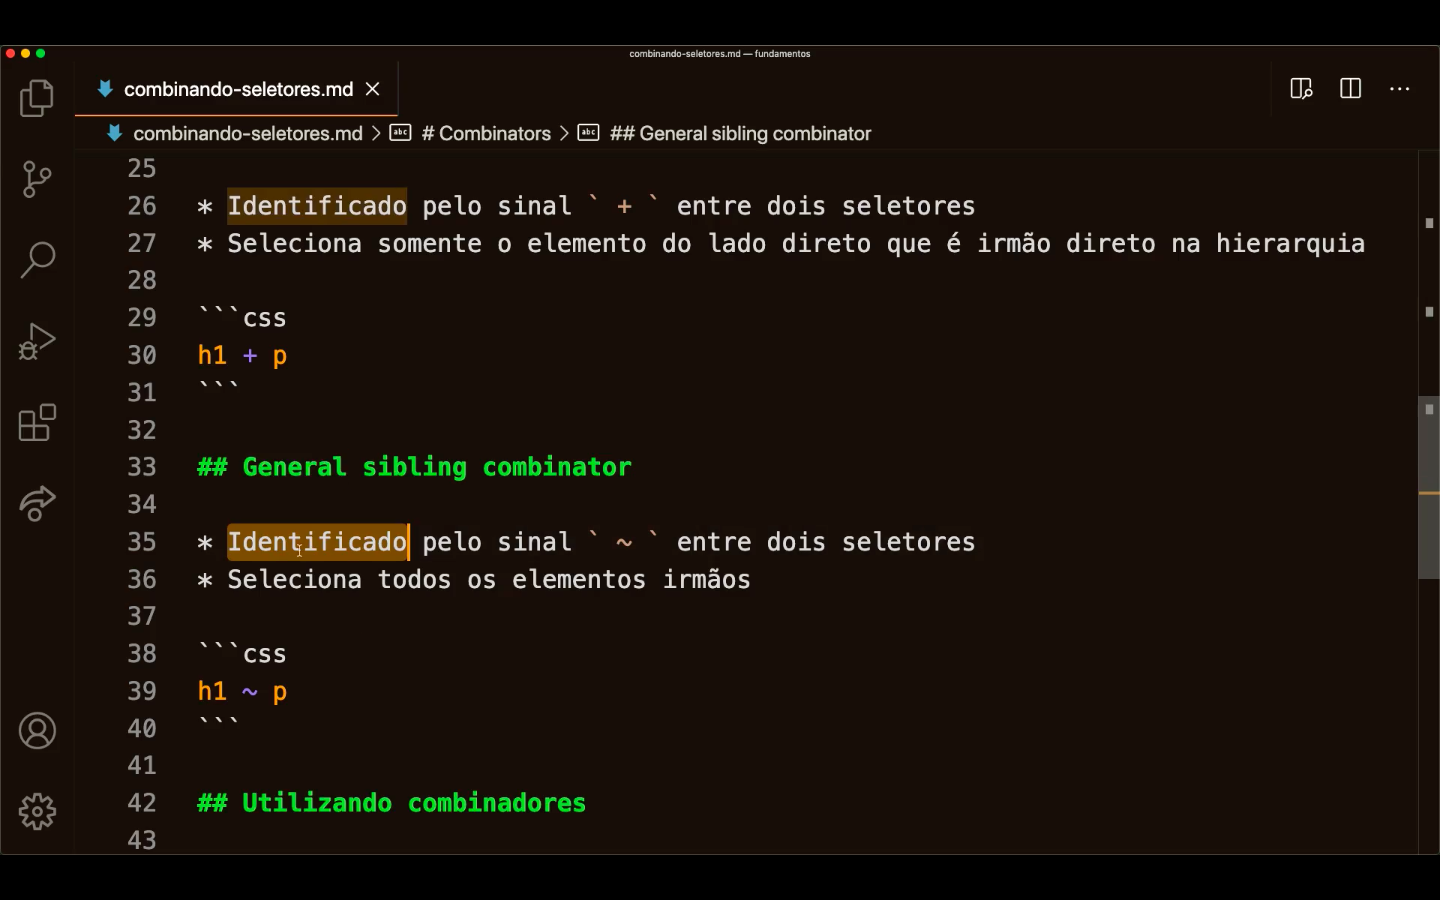 combinando-seletores.md — fundamentos
combinando-seletores.md
combinando-seletores.md > # Combinators > ## General sibling combinator
25
26 * Identificado pelo sinal ` + ` entre dois seletores
27 * Seleciona somente o elemento do lado direto que é irmão direto na hierarquia
28
29 ```css
30 h1 + p
31 ```
32
33 ## General sibling combinator
34
35 * Identificado pelo sinal ` ~ ` entre dois seletores
36 * Seleciona todos os elementos irmãos
37
38 ```css
39 h1 ~ p
40 ```
41
42 ## Utilizando combinadores
43